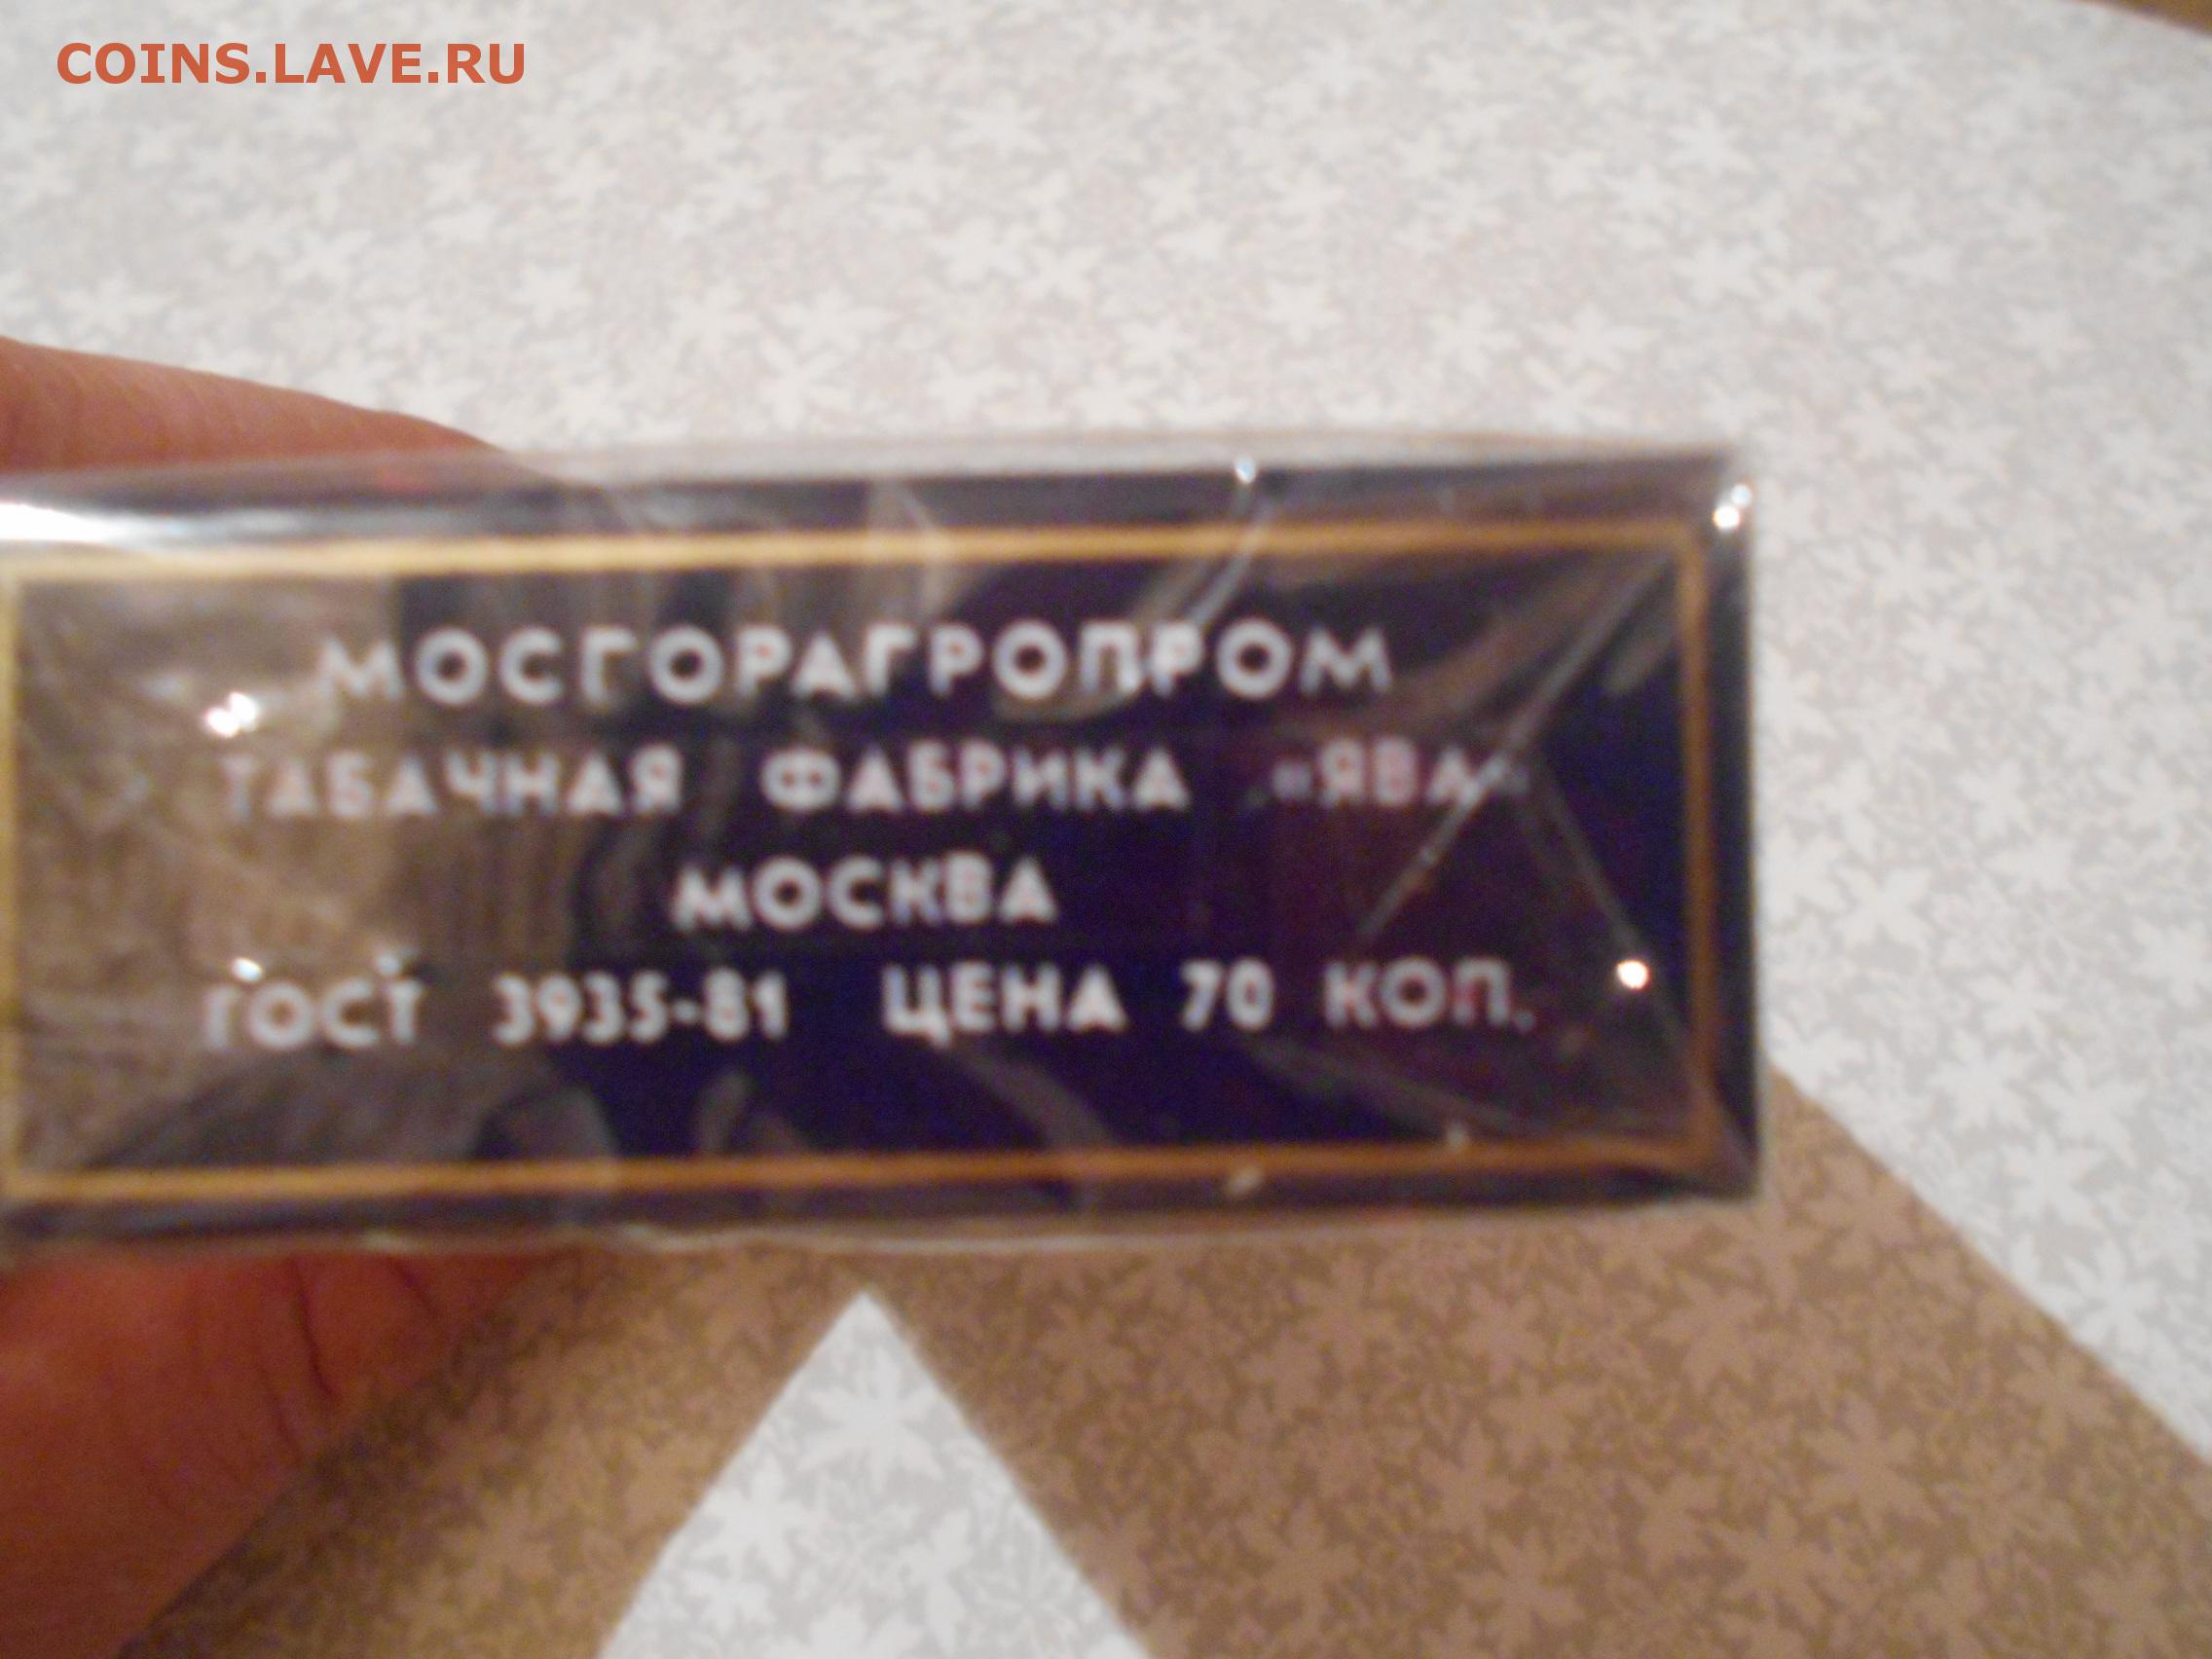 COINS.LAVE.RU
МОСГОРАГРОПРОМ
ТАБАЧНАЯ ФАБРИКА «ЯВА»
МОСКВА
ГОСТ 3935-81 ЦЕНА 70 КОП.